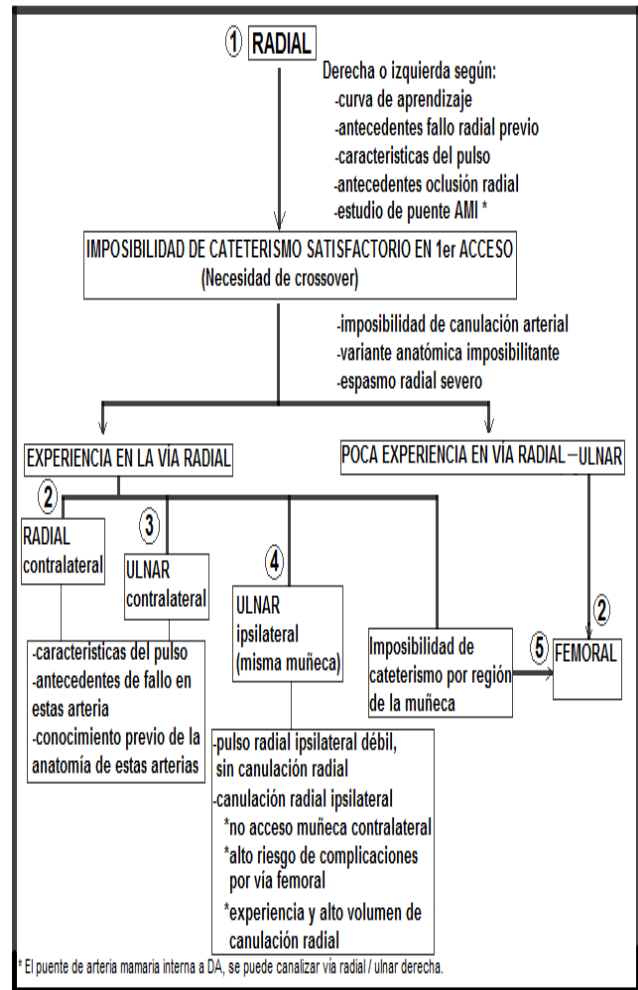 ① RADIAL
Derecha o izquierda según:
-curva de aprendizaje
-antecedentes fallo radial previo
-caracteristicas del pulso
-antecedentes oclusión radial
-estudio de puente AMI *
IMPOSIBILIDAD DE CATETERISMO SATISFACTORIO EN 1er ACCESO
(Necesidad de crossover)
-imposibilidad de canulación arterial
-variante anatómica imposibilitante
-espasmo radial severo
EXPERIENCIA EN LA VÍA RADIAL
POCA EXPERIENCIA EN VÍA RADIAL–ULNAR
②
RADIAL
contralateral
③
ULNAR
contralateral
-caracteristicas del pulso
-antecedentes de fallo en
estas arteria
-conocimiento previo de la
anatomía de estas arterias
④
ULNAR
ipsilateral
(misma muñeca)
-pulso radial ipsilateral débil,
sin canulación radial
-canulación radial ipsilateral
*no acceso muñeca contralateral
*alto riesgo de complicaciones
por vía femoral
*experiencia y alto volumen de
canulación radial
Imposibilidad de
cateterismo por región
de la muñeca
⑤
②
FEMORAL
* El puente de arteria mamaria interna a DA, se puede canalizar vía radial / ulnar derecha.